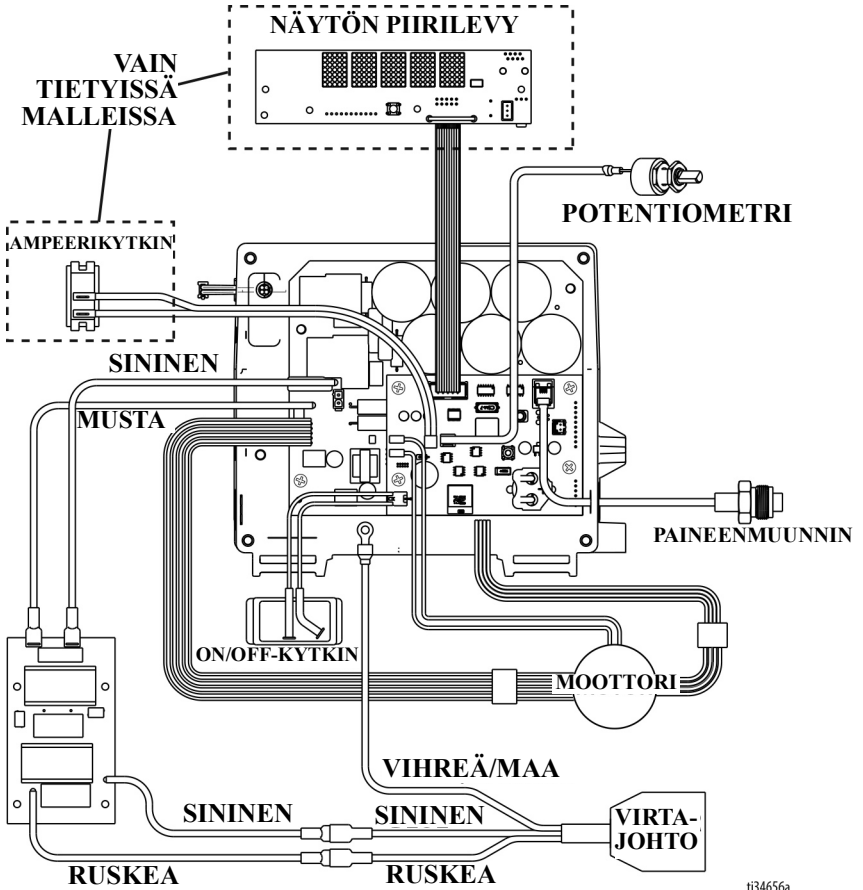 NÄYTÖN PIIRILEVY
VAIN
TIETYISSÄ
MALLEISSA
POTENTIOMETRI
AMPEERIKYTKIN
SININEN
MUSTA
PAINEENMUUNNIN
ON/OFF-KYTKIN
MOOTTORI
VIHREÄ/MAA
SININEN
SININEN
VIRTA-
JOHTO
RUSKEA
RUSKEA
ti34656a